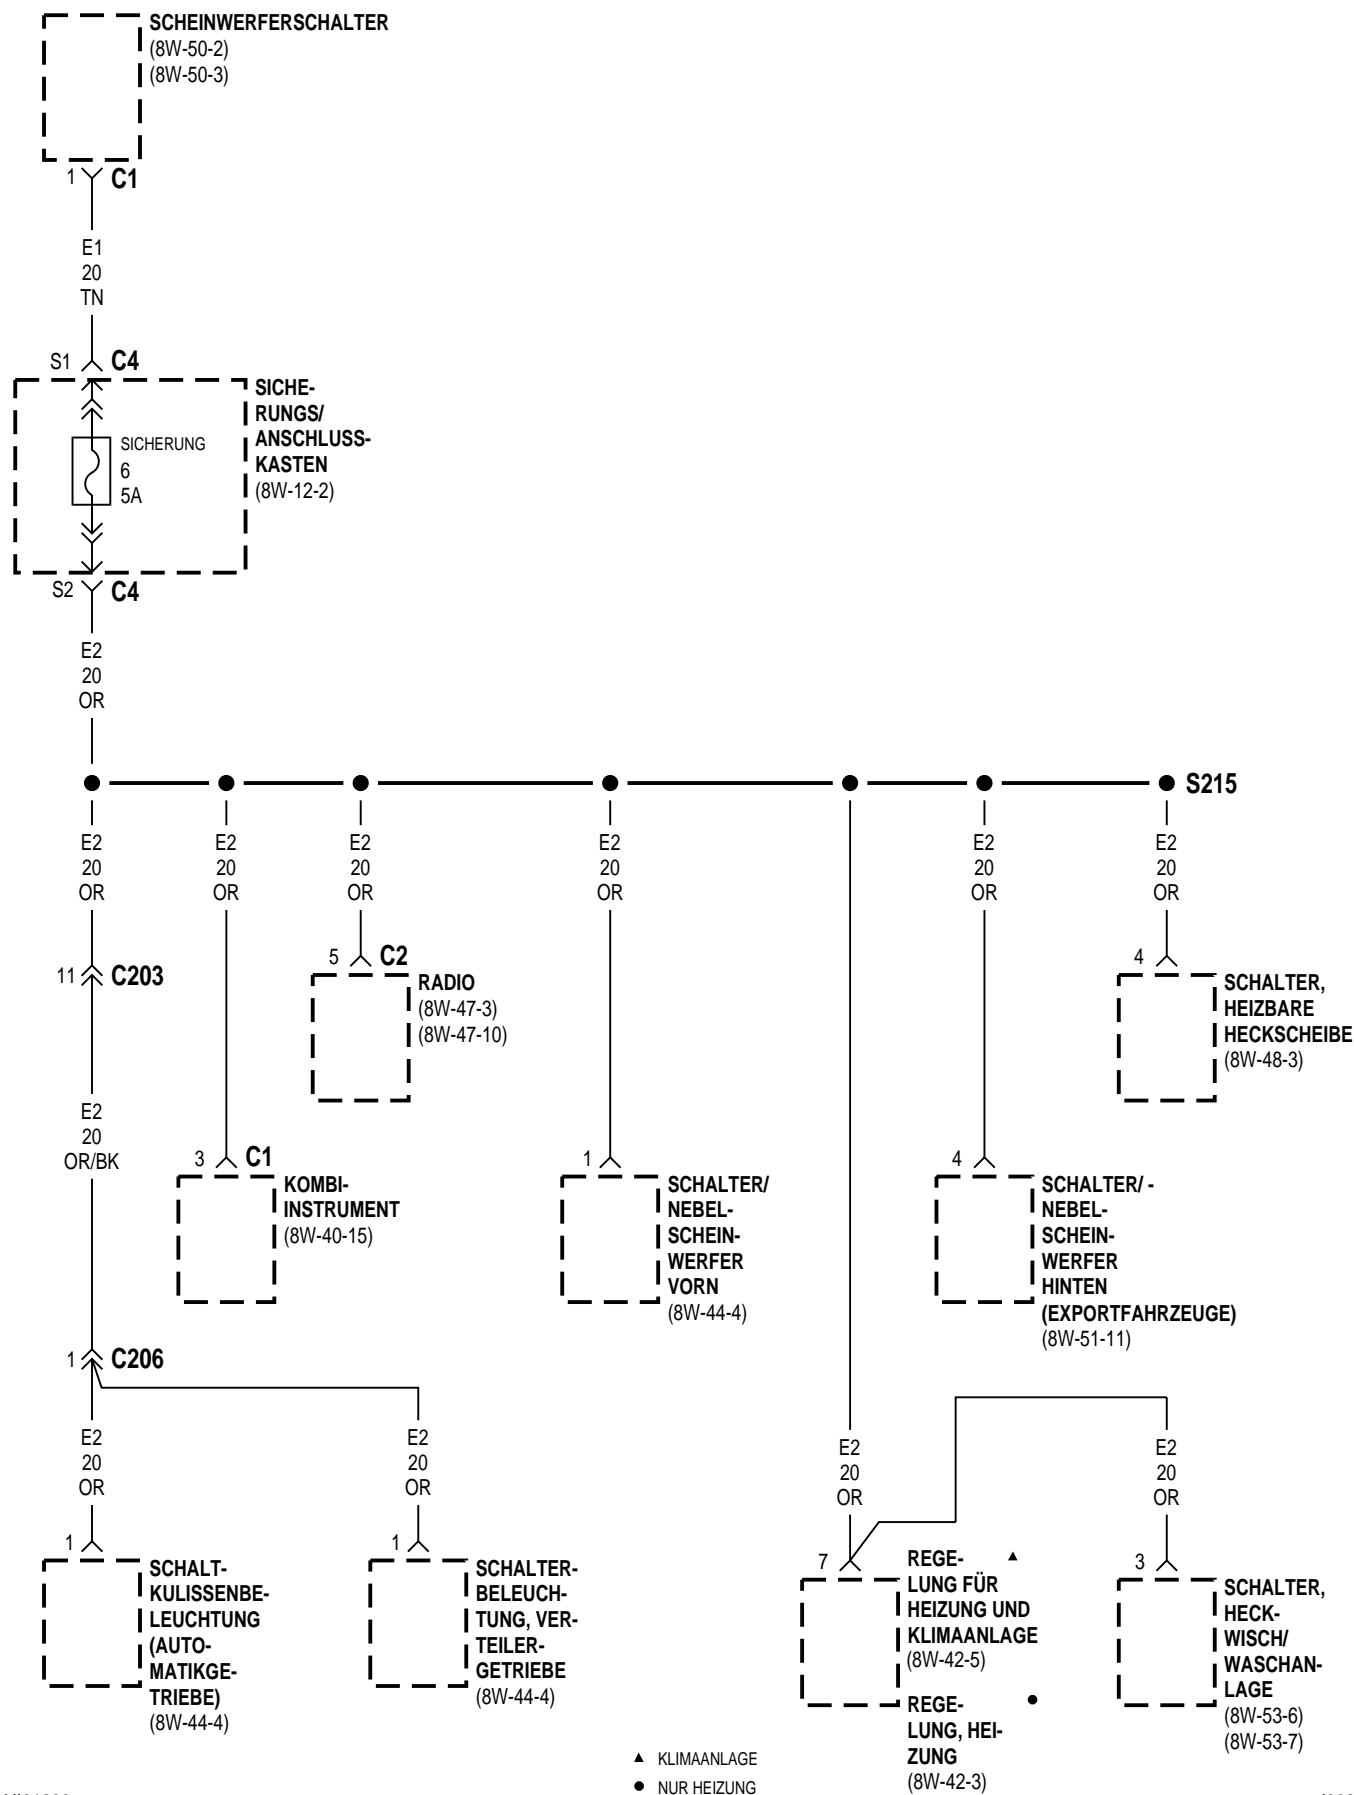 SCHEINWERFERSCHALTER
(8W-50-2)
(8W-50-3)
1 C1
E1
20
TN
S1 C4
SICHE-
RUNGS/
ANSCHLUSS-
KASTEN
(8W-12-2)
SICHERUNG
6
5A
S2 C4
E2
20
OR
S215
E2 E2 E2 E2 E2 E2
20 20 20 20 20 20
OR OR OR OR OR OR
11 C203
5 C2
RADIO
(8W-47-3)
(8W-47-10)
4
SCHALTER,
HEIZBARE
HECKSCHEIBE
(8W-48-3)
E2
20
OR/BK
3 C1
KOMBI-
INSTRUMENT
(8W-40-15)
1
SCHALTER/
NEBEL-
SCHEIN-
WERFER
VORN
(8W-44-4)
4
SCHALTER/ -
NEBEL-
SCHEIN-
WERFER
HINTEN
(EXPORTFAHRZEUGE)
(8W-51-11)
1 C206
E2 E2 E2 E2
20 20 20 20
OR OR OR OR
1
SCHALT-
KULISSENBE-
LEUCHTUNG
(AUTO-
MATIKGE-
TRIEBE)
(8W-44-4)
1
SCHALTER-
BELEUCH-
TUNG, VER-
TEILER-
GETRIEBE
(8W-44-4)
7
REGE- ▲
LUNG FÜR
HEIZUNG UND
KLIMAANLAGE
(8W-42-5)
REGE- ●
LUNG, HEI-
ZUNG
(8W-42-3)
3
SCHALTER,
HECK-
WISCH/
WASCHAN-
LAGE
(8W-53-6)
(8W-53-7)
▲ KLIMAANLAGE
● NUR HEIZUNG